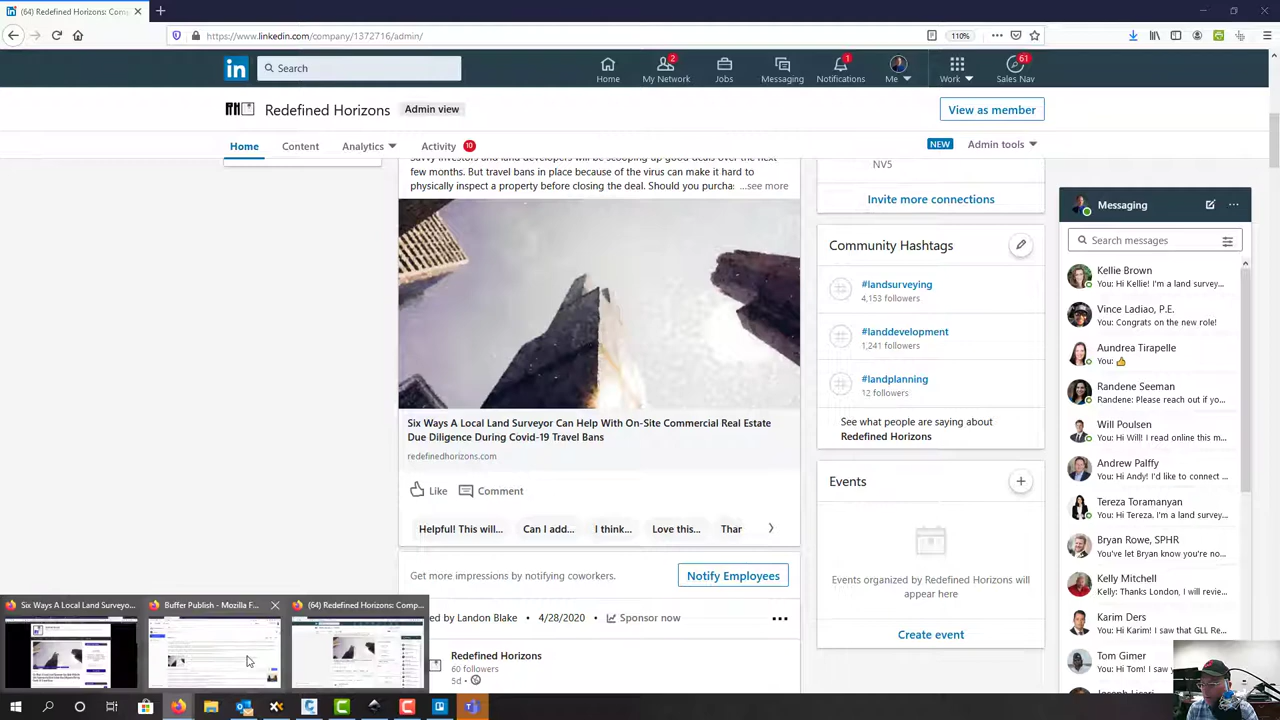 (64) Redefined Horizons: Comp
https://www.linkedin.com/company/1372716/admin/
110%
in
Search
Home
2
My Network
Jobs
Messaging
Notifications
1
Me
Work
61
Sales Nav
Redefined Horizons
Admin view
View as member
Home
Content
Analytics
Activity
10
NEW
Admin tools
Savvy investors and land developers will be scooping up good deals over the next
few months. But travel bans in place because of the virus can make it hard to
physically inspect a property before closing the deal. Should you purcha: ...see more
Six Ways A Local Land Surveyor Can Help With On-Site Commercial Real Estate
Due Diligence During Covid-19 Travel Bans
redefinedhorizons.com
Like
Comment
Helpful! This will...
Can I add...
I think...
Love this...
Thar
Get more impressions by notifying coworkers.
Notify Employees
ed by Landon Blake • 4/28/2020 • Sponsor now
Redefined Horizons
60 followers
5d •
NV5
Invite more connections
Community Hashtags
#landsurveying
4,153 followers
#landdevelopment
1,241 followers
#landplanning
12 followers
See what people are saying about
Redefined Horizons
Events
Events organized by Redefined Horizons will
appear here
Create event
Messaging
Search messages
Kellie Brown
You: Hi Kellie! I'm a land survey...
Vince Ladiao, P.E.
You: Congrats on the new role!
Aundrea Tirapelle
You: 👍
Randene Seeman
Randene: Please reach out if yo...
Will Poulsen
You: Hi Will! I read online this m...
Andrew Palffy
You: Hi Andy! I'd like to connect ...
Tereza Toramanyan
You: Hi Tereza. I'm a land survey...
Bryan Rowe, SPHR
You've let Bryan know you're no...
Kelly Mitchell
Kelly: Thanks London, I will revie...
Karim Ders
You: Hi Karim! I saw that GLL Re...
Tom Gimer
You: Hi Tom! I saw
Six Ways A Local Land Surveyo...
Buffer Publish - Mozilla F...
(64) Redefined Horizons: Comp...